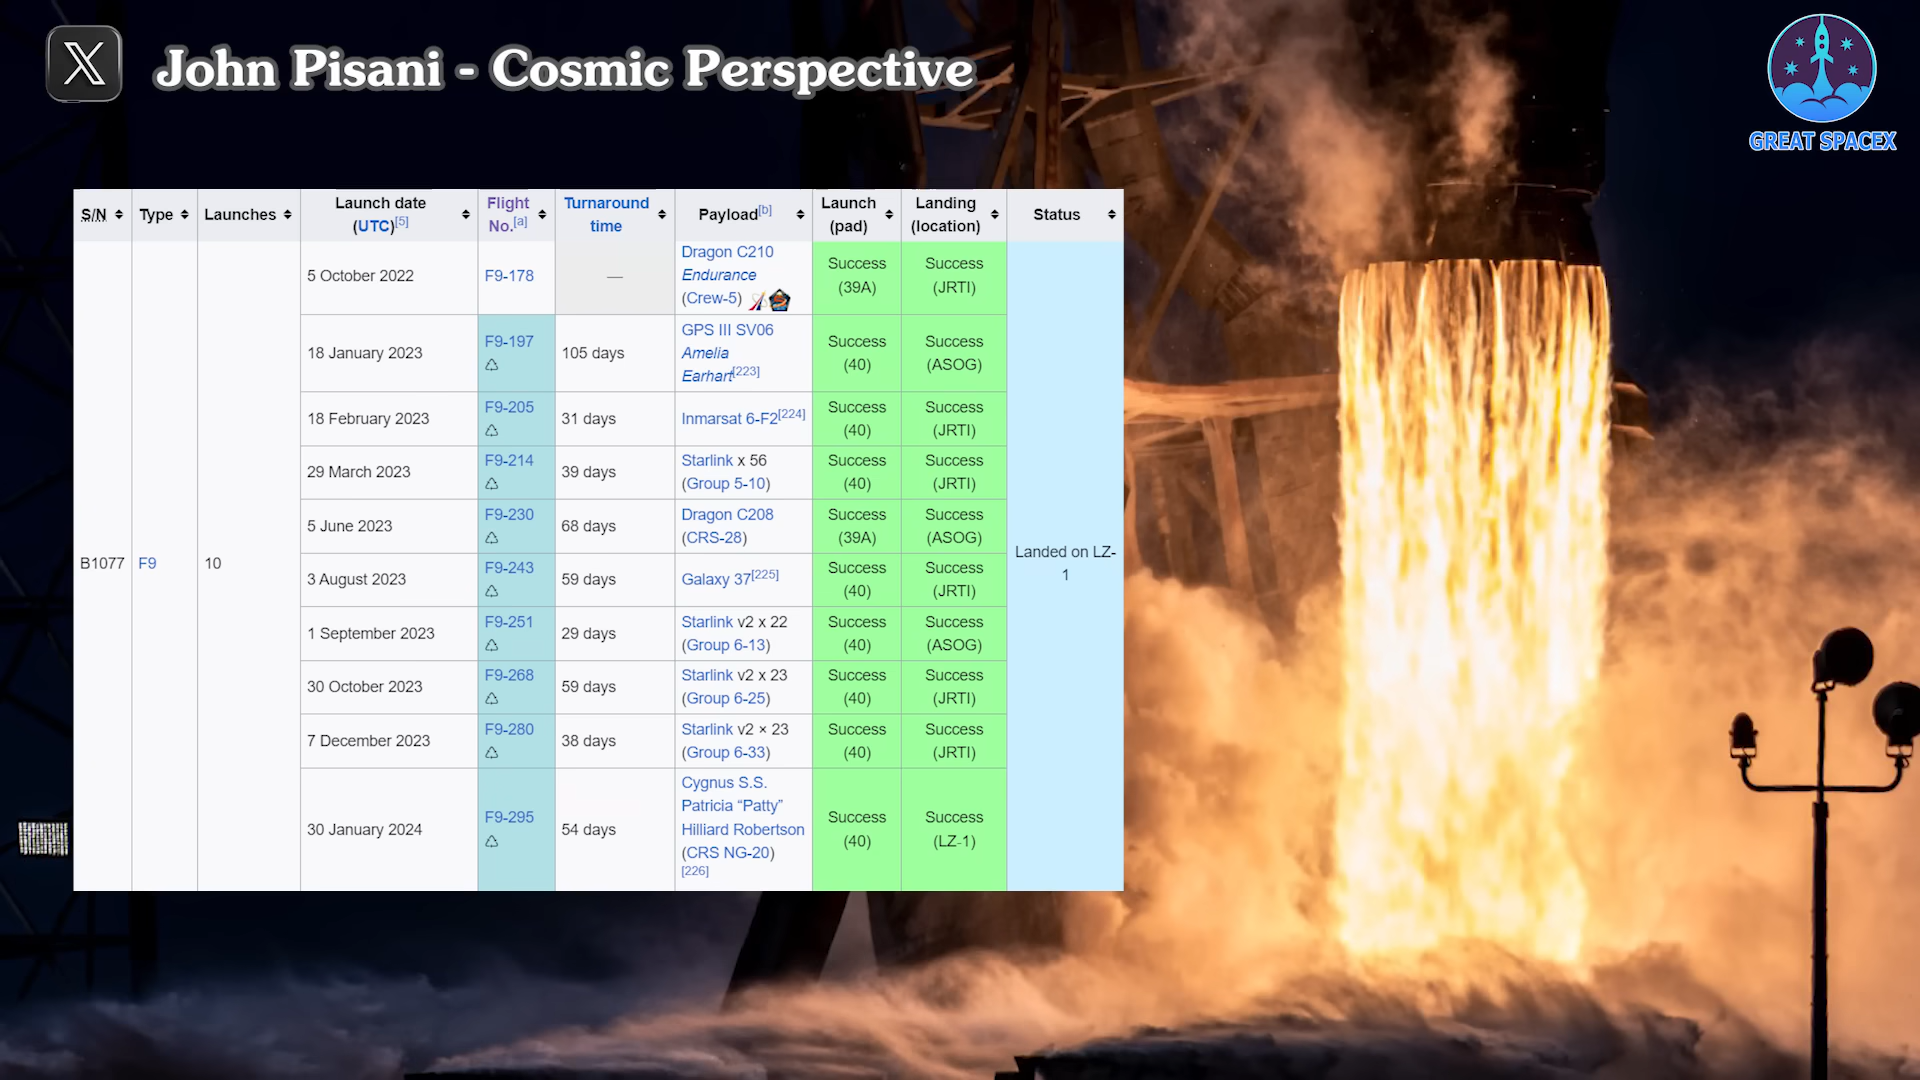 X John Pisani - Cosmic Perspective
GREAT SPACEX
S/N Type Launches Launch date (UTC)[5] Flight No.[a] Turnaround time Payload[b] Launch (pad) Landing (location) Status
B1077 F9 10
5 October 2022 F9-178 — Dragon C210 Endurance (Crew-5) Success (39A) Success (JRTI)
18 January 2023 F9-197 105 days GPS III SV06 Amelia Earhart[223] Success (40) Success (ASOG)
18 February 2023 F9-205 31 days Inmarsat 6-F2[224] Success (40) Success (JRTI)
29 March 2023 F9-214 39 days Starlink x 56 (Group 5-10) Success (40) Success (JRTI)
5 June 2023 F9-230 68 days Dragon C208 (CRS-28) Success (39A) Success (ASOG)
3 August 2023 F9-243 59 days Galaxy 37[225] Success (40) Success (JRTI)
1 September 2023 F9-251 29 days Starlink v2 x 22 (Group 6-13) Success (40) Success (ASOG)
30 October 2023 F9-268 59 days Starlink v2 x 23 (Group 6-25) Success (40) Success (JRTI)
7 December 2023 F9-280 38 days Starlink v2 × 23 (Group 6-33) Success (40) Success (JRTI)
30 January 2024 F9-295 54 days Cygnus S.S. Patricia “Patty” Hilliard Robertson (CRS NG-20)[226] Success (40) Success (LZ-1)
Landed on LZ-1